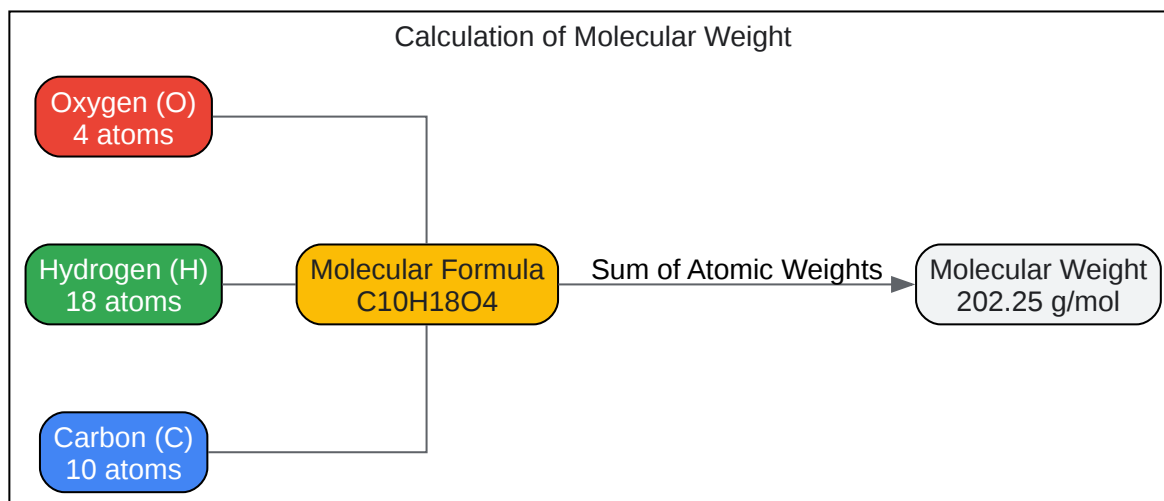 Calculation of Molecular Weight
Oxygen (O)
4 atoms
Hydrogen (H)
18 atoms
Molecular Formula
C10H18O4
Sum of Atomic Weights
Molecular Weight
202.25 g/mol
Carbon (C)
10 atoms